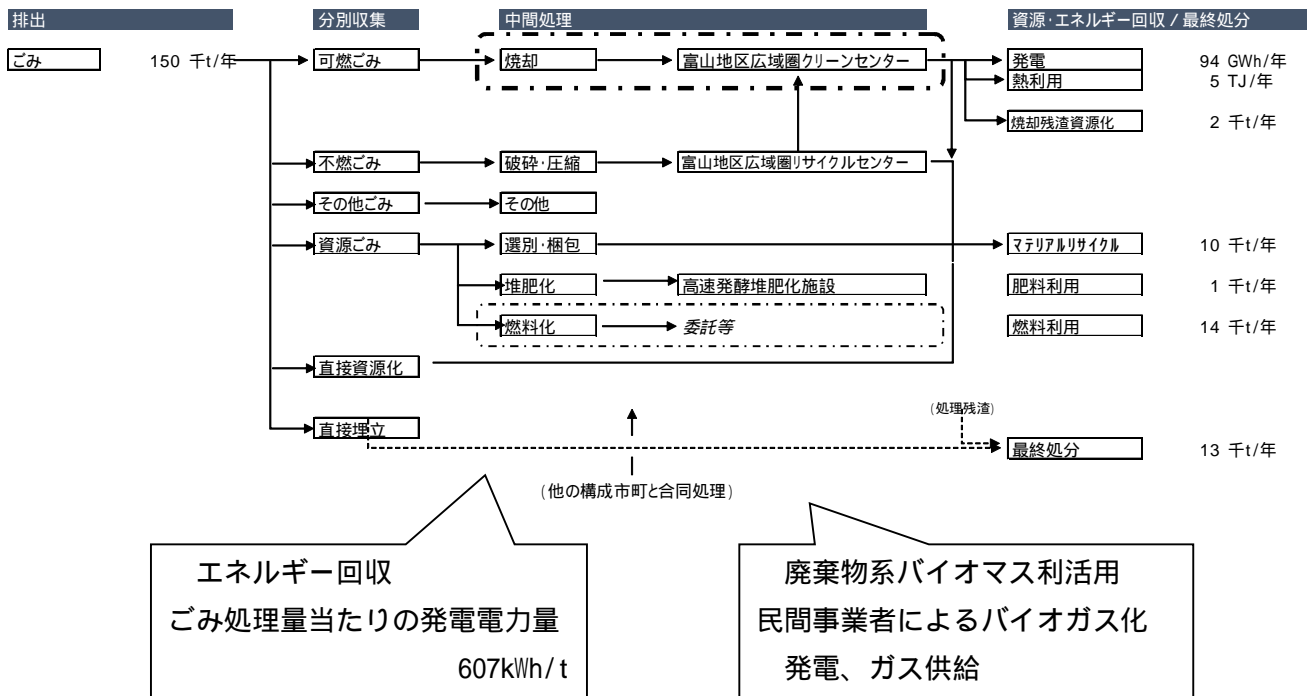 排出 分別収集 中間処理 資源・エネルギー回収/最終処分
ごみ 150 千t/年 可燃ごみ 焼却 富山地区広域圏クリーンセンター 発電 94 GWh/年
熱利用 5 TJ/年
焼却残渣資源化 2 千t/年
不燃ごみ 破砕・圧縮 富山地区広域圏リサイクルセンター
その他ごみ その他
資源ごみ 選別・梱包 マテリアルリサイクル 10 千t/年
堆肥化 高速発酵堆肥化施設 肥料利用 1 千t/年
燃料化 委託等 燃料利用 14 千t/年
直接資源化
(処理残渣)
直接埋立
最終処分 13 千t/年
(他の構成市町と合同処理)
エネルギー回収
ごみ処理量当たりの発電電力量
607kWh/t
廃棄物系バイオマス利活用
民間事業者によるバイオガス化
発電、ガス供給